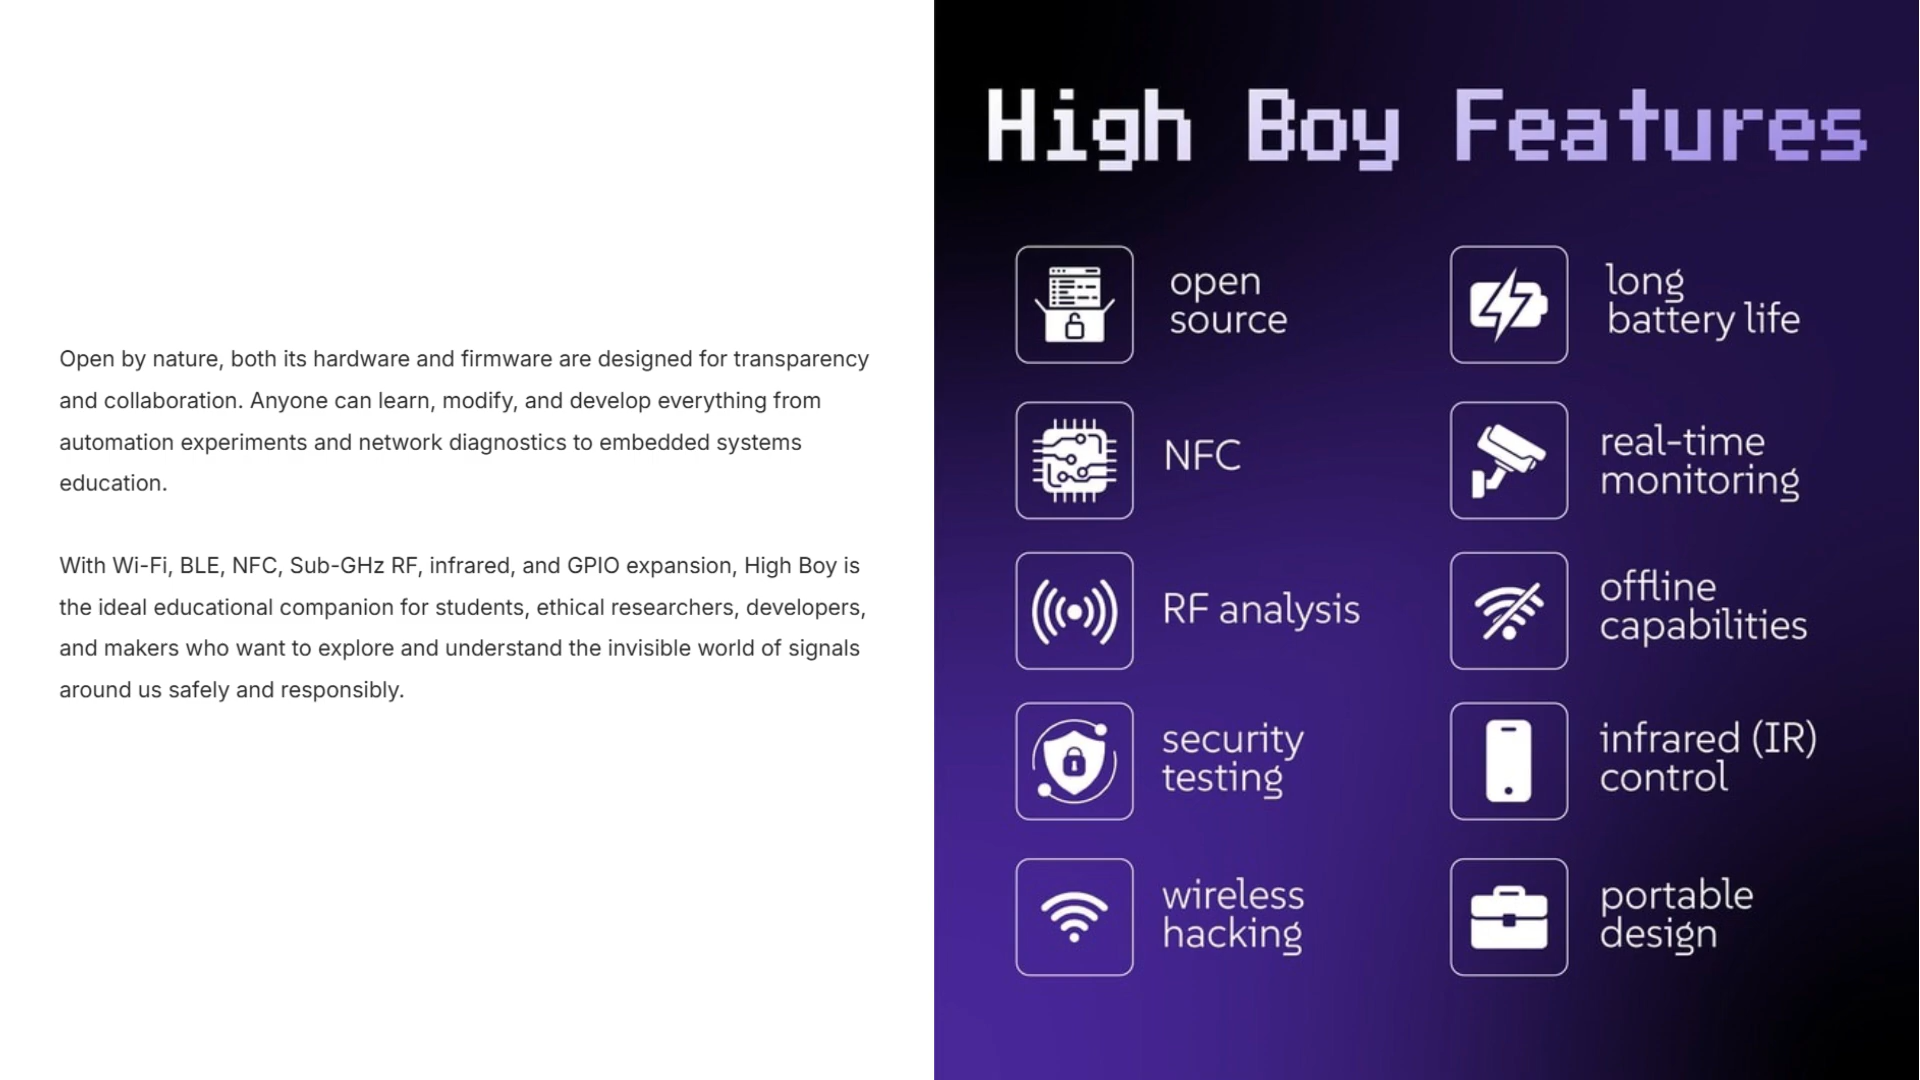 Open by nature, both its hardware and firmware are designed for transparency
and collaboration. Anyone can learn, modify, and develop everything from
automation experiments and network diagnostics to embedded systems
education.
With Wi-Fi, BLE, NFC, Sub-GHz RF, infrared, and GPIO expansion, High Boy is
the ideal educational companion for students, ethical researchers, developers,
and makers who want to explore and understand the invisible world of signals
around us safely and responsibly.
High Boy Features
open
source
long
battery life
NFC
real-time
monitoring
RF analysis
offline
capabilities
security
testing
infrared (IR)
control
wireless
hacking
portable
design